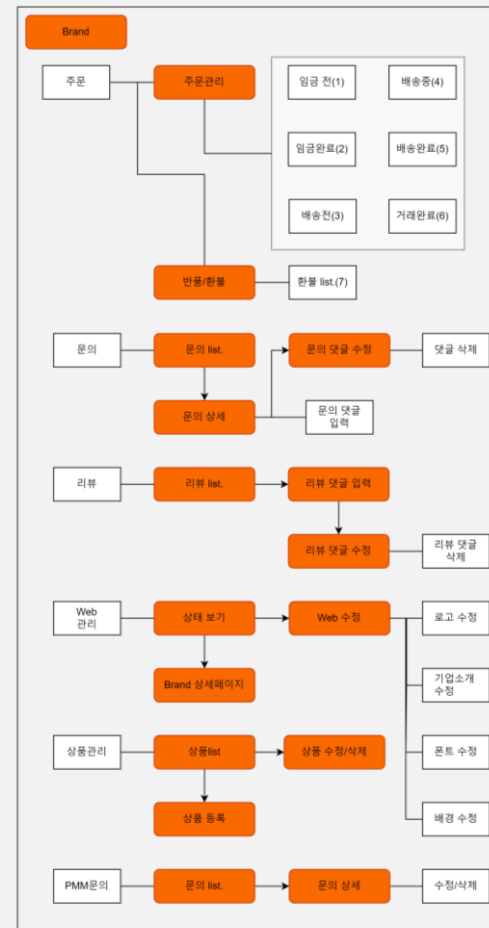 Brand
주문
주문관리
임금 전(1)
배송중(4)
임금완료(2)
배송완료(5)
배송전(3)
거래완료(6)
반풍/환불
환불 list.(7)
문의
문의 list.
문의 댓글 수정
댓글 삭제
문의 상세
문의 댓글
입력
리뷰
리뷰 list.
리뷰 댓글 입력
리뷰 댓글 수정
리뷰 댓글
삭제
Web
관리
상태 보기
Web 수정
로고 수정
Brand 상세페이지
기업소개
수정
상품관리
상품list
상품 수정/삭제
폰트 수정
상품 등록
배경 수정
PMM문의
문의 list.
문의 상세
수정/삭제